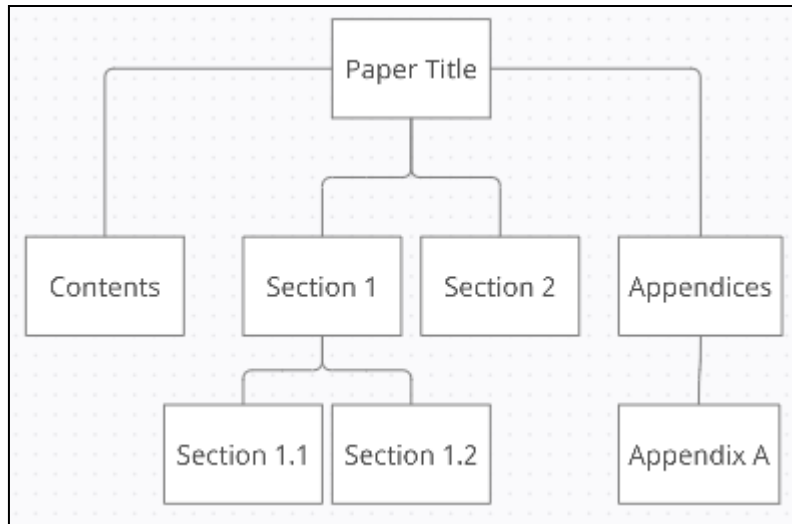 Paper Title
Contents
Section 1
Section 2
Appendices
Section 1.1
Section 1.2
Appendix A